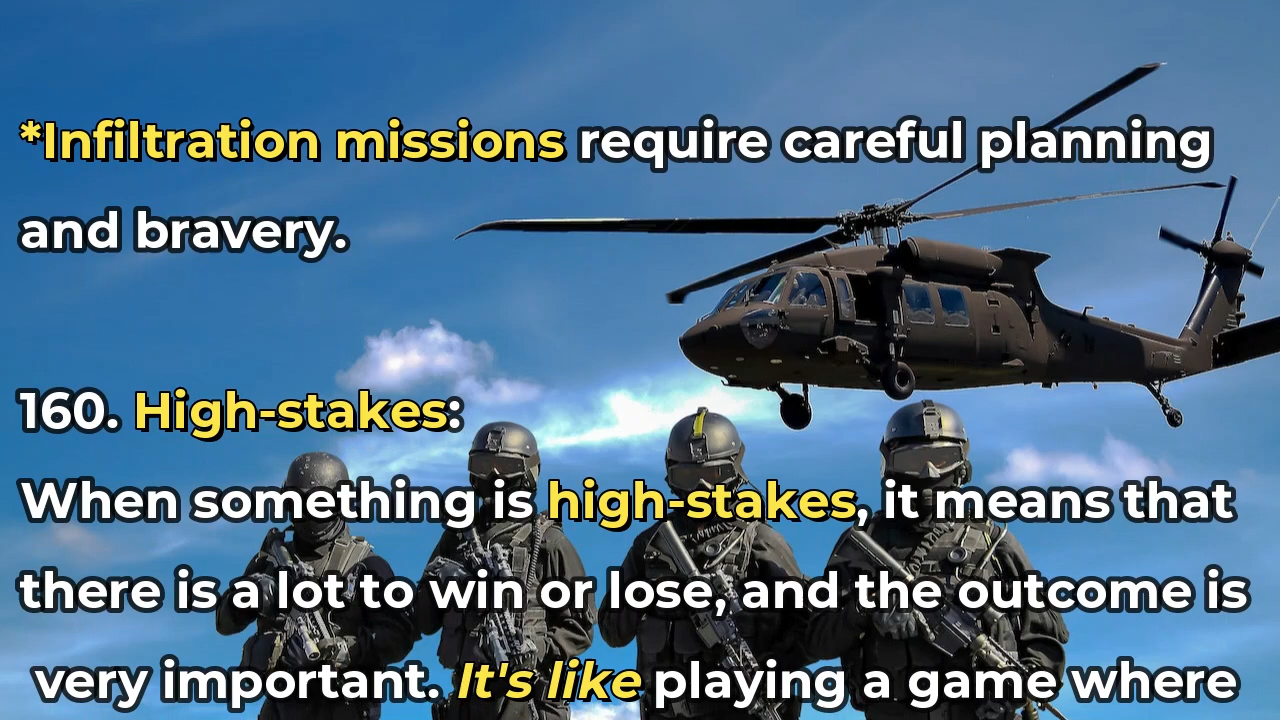 *Infiltration missions require careful planning
and bravery.
160. High-stakes:
When something is high-stakes, it means that
there is a lot to win or lose, and the outcome is
very important. It's like playing a game where